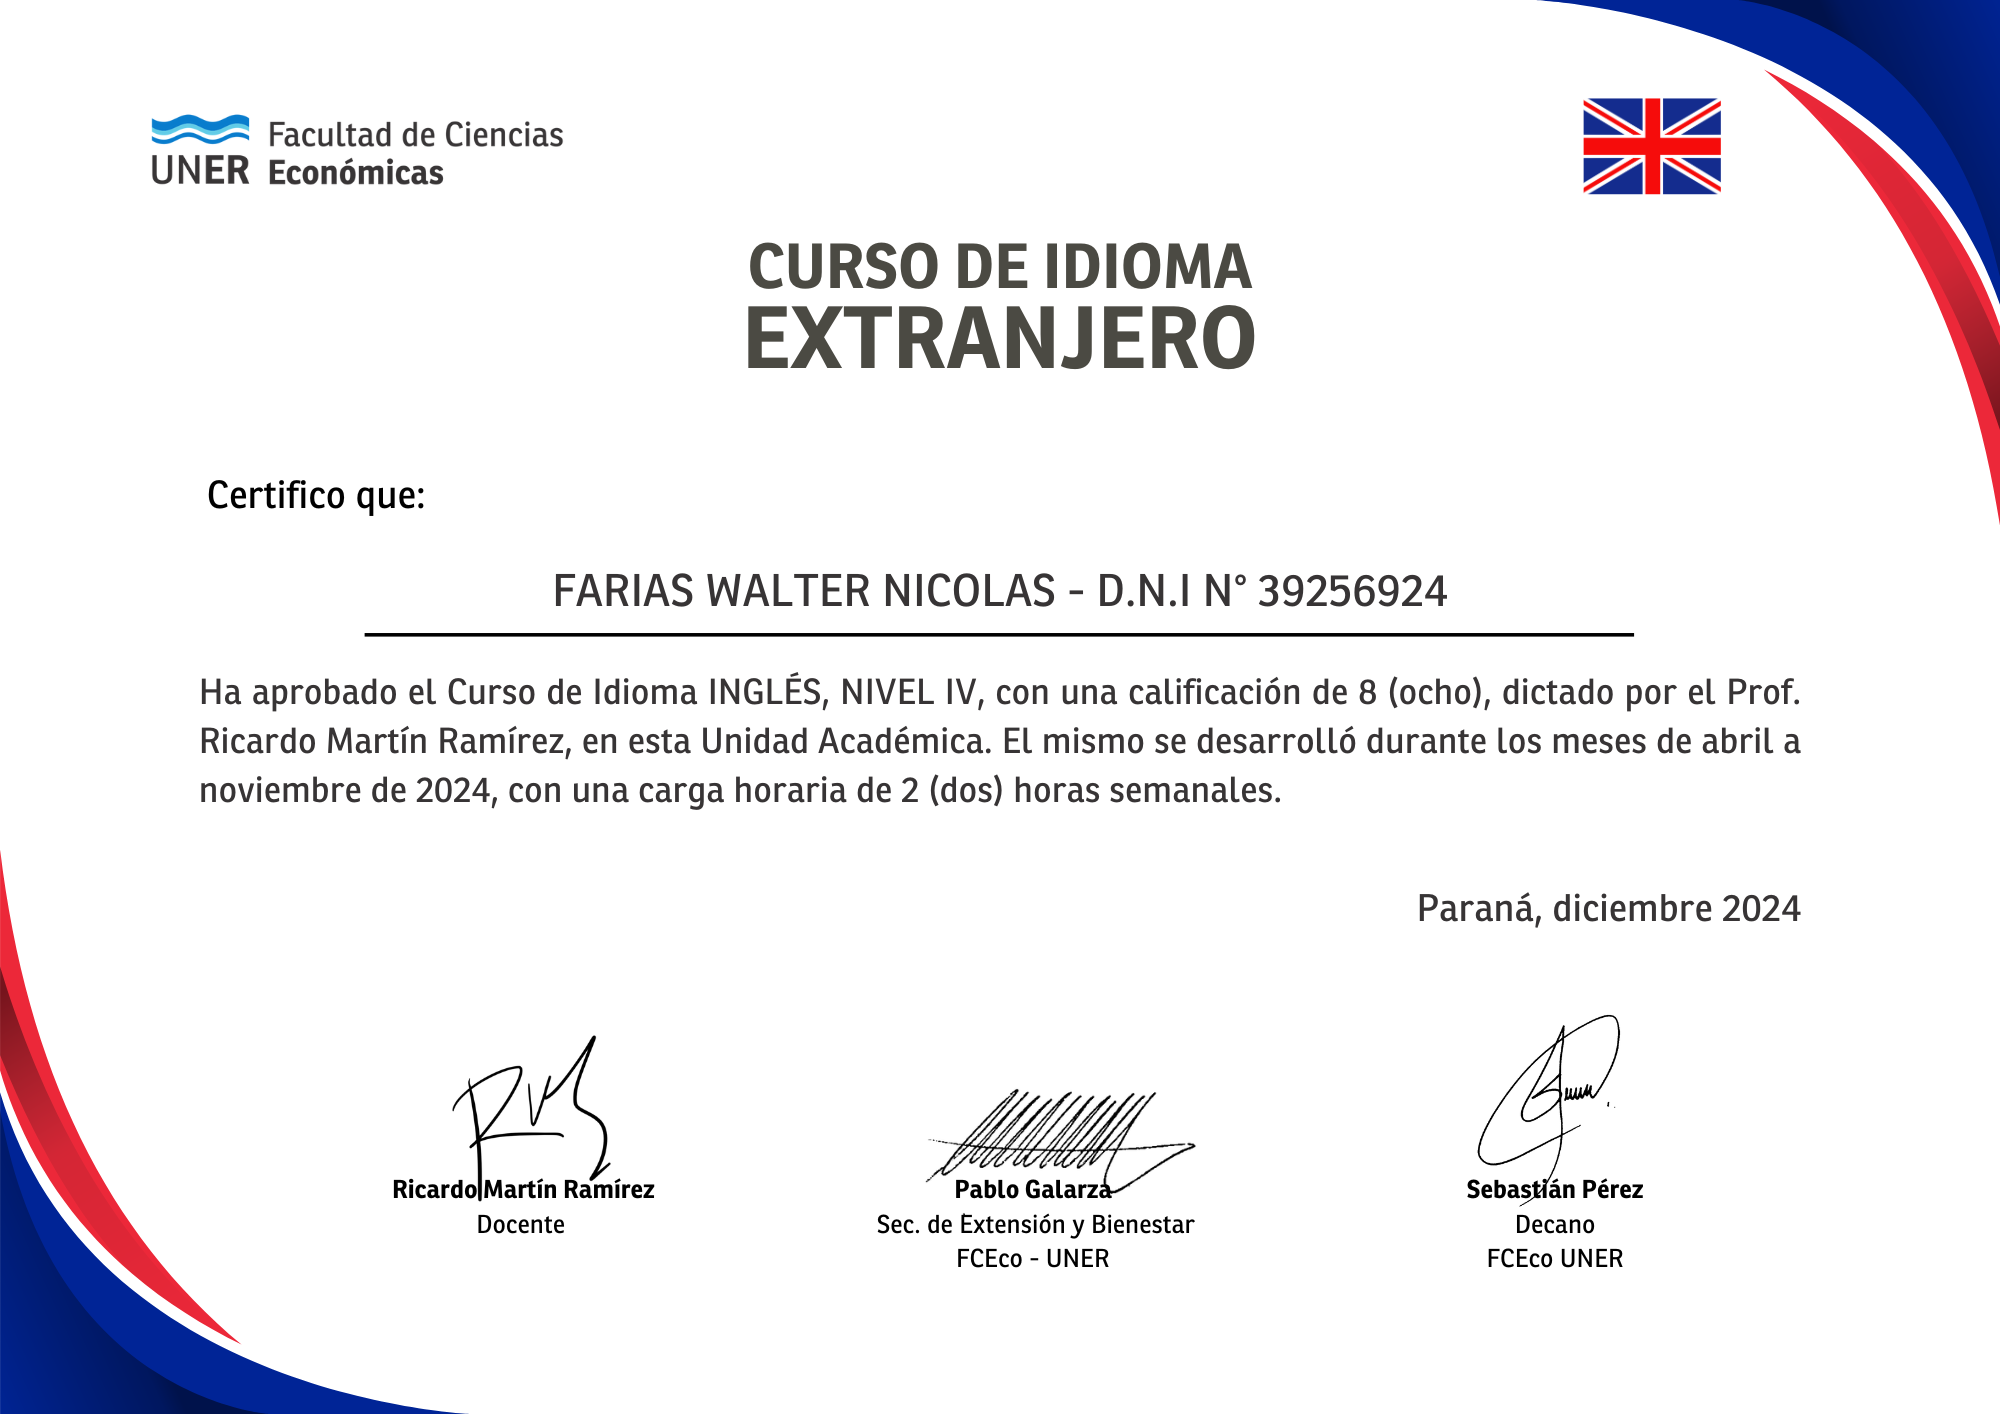 UNER Facultad de Ciencias
Económicas
CURSO DE IDIOMA
EXTRANJERO
Certifico que:
FARIAS WALTER NICOLAS - D.N.I N° 39256924
Ha aprobado el Curso de Idioma INGLÉS, NIVEL IV, con una calificación de 8 (ocho), dictado por el Prof.
Ricardo Martín Ramírez, en esta Unidad Académica. El mismo se desarrolló durante los meses de abril a
noviembre de 2024, con una carga horaria de 2 (dos) horas semanales.
Paraná, diciembre 2024
Ricardo Martín Ramírez
Docente
Pablo Galarza
Sec. de Extensión y Bienestar
FCEco - UNER
Sebastián Pérez
Decano
FCEco UNER